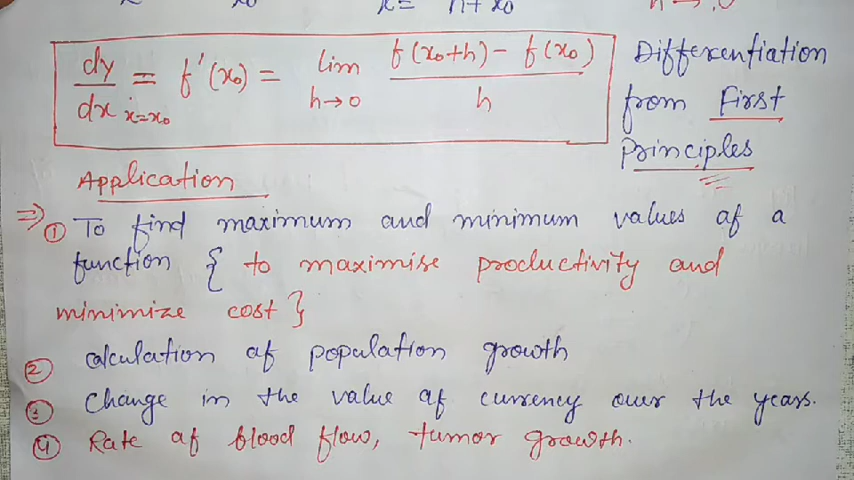 x = h + x₀
dy/dx x=x₀ = f'(x₀) = lim h→0 f(x₀+h) - f(x₀) / h
Differentiation
from First
Principles
Application
⇒ ① To find maximum and minimum values of a
function { to maximise productivity and
minimize cost }
② calculation of population growth
③ change in the value of currency over the years.
④ Rate of blood flow, tumor growth.